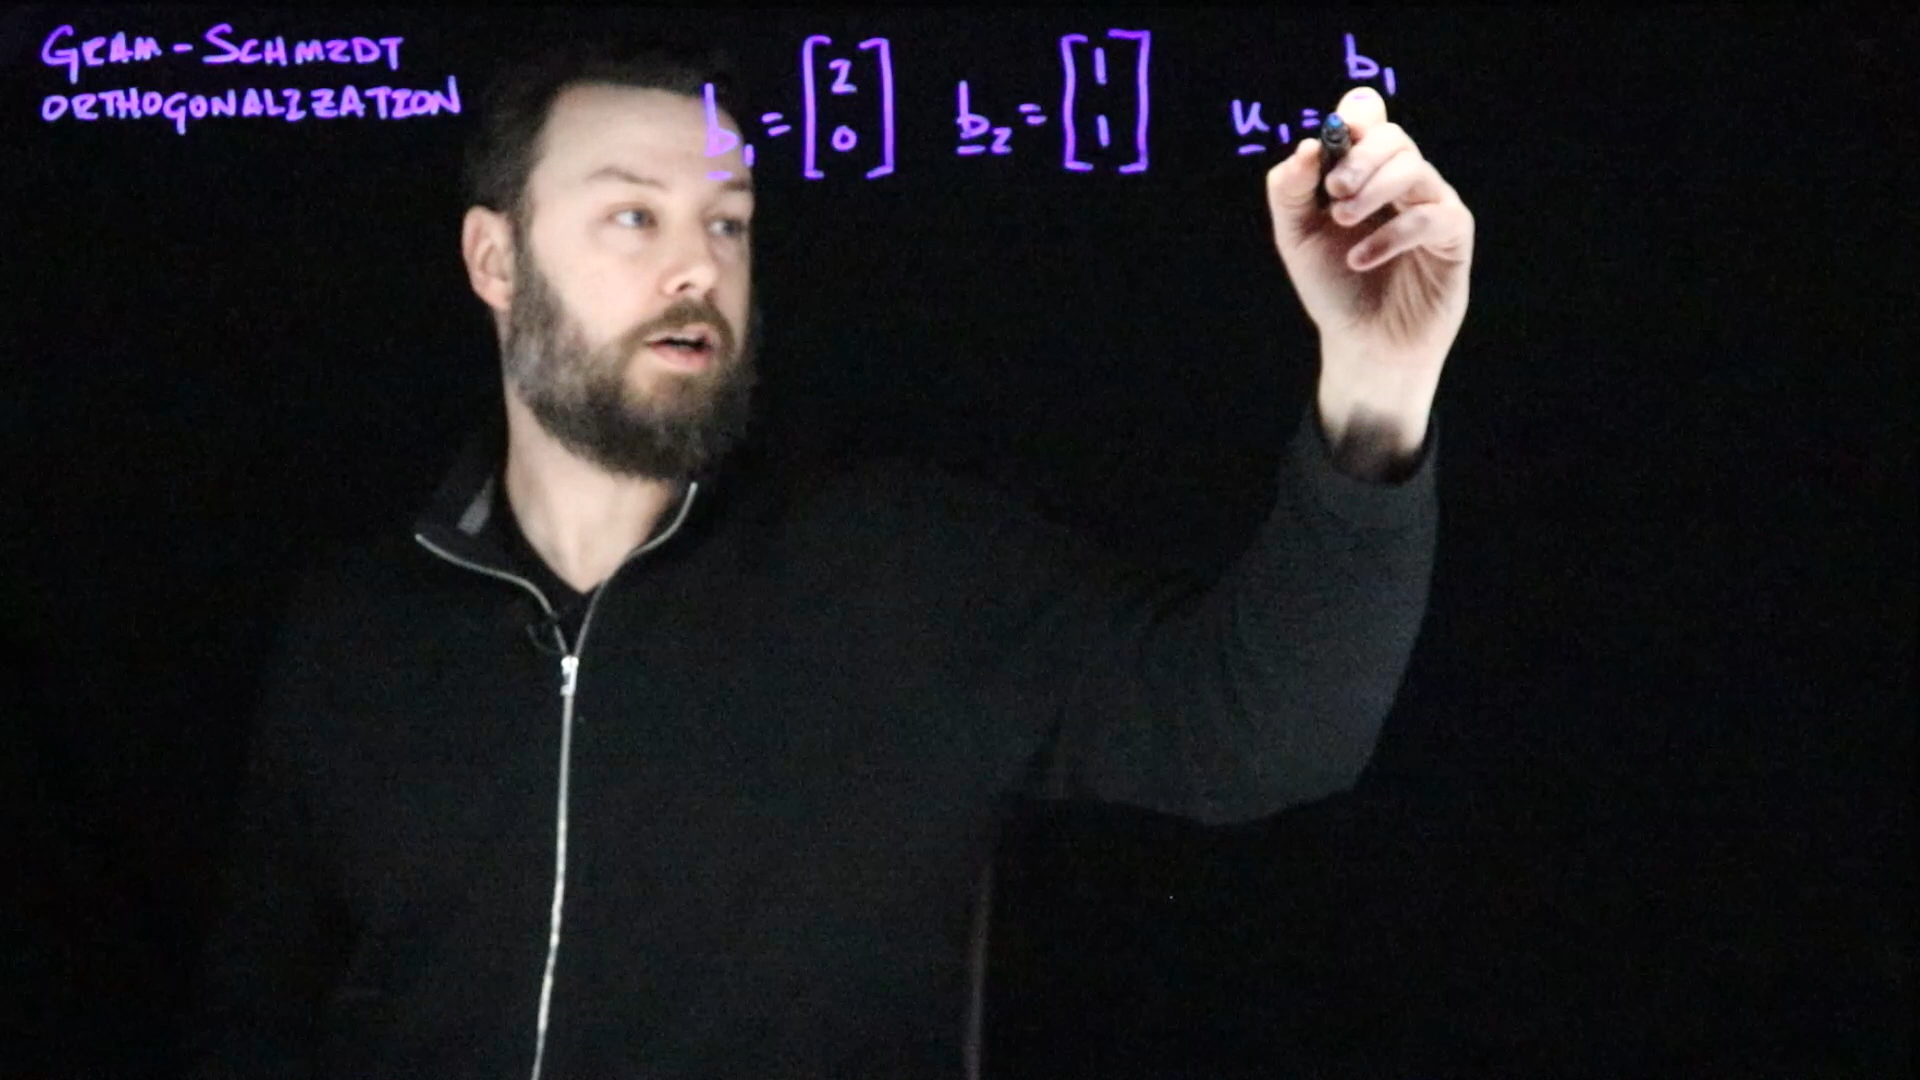 GRAM-SCHMIDT
ORTHOGONALIZATION
b₁ = [2 0] b₂ = [1 1] u₁ = b₁